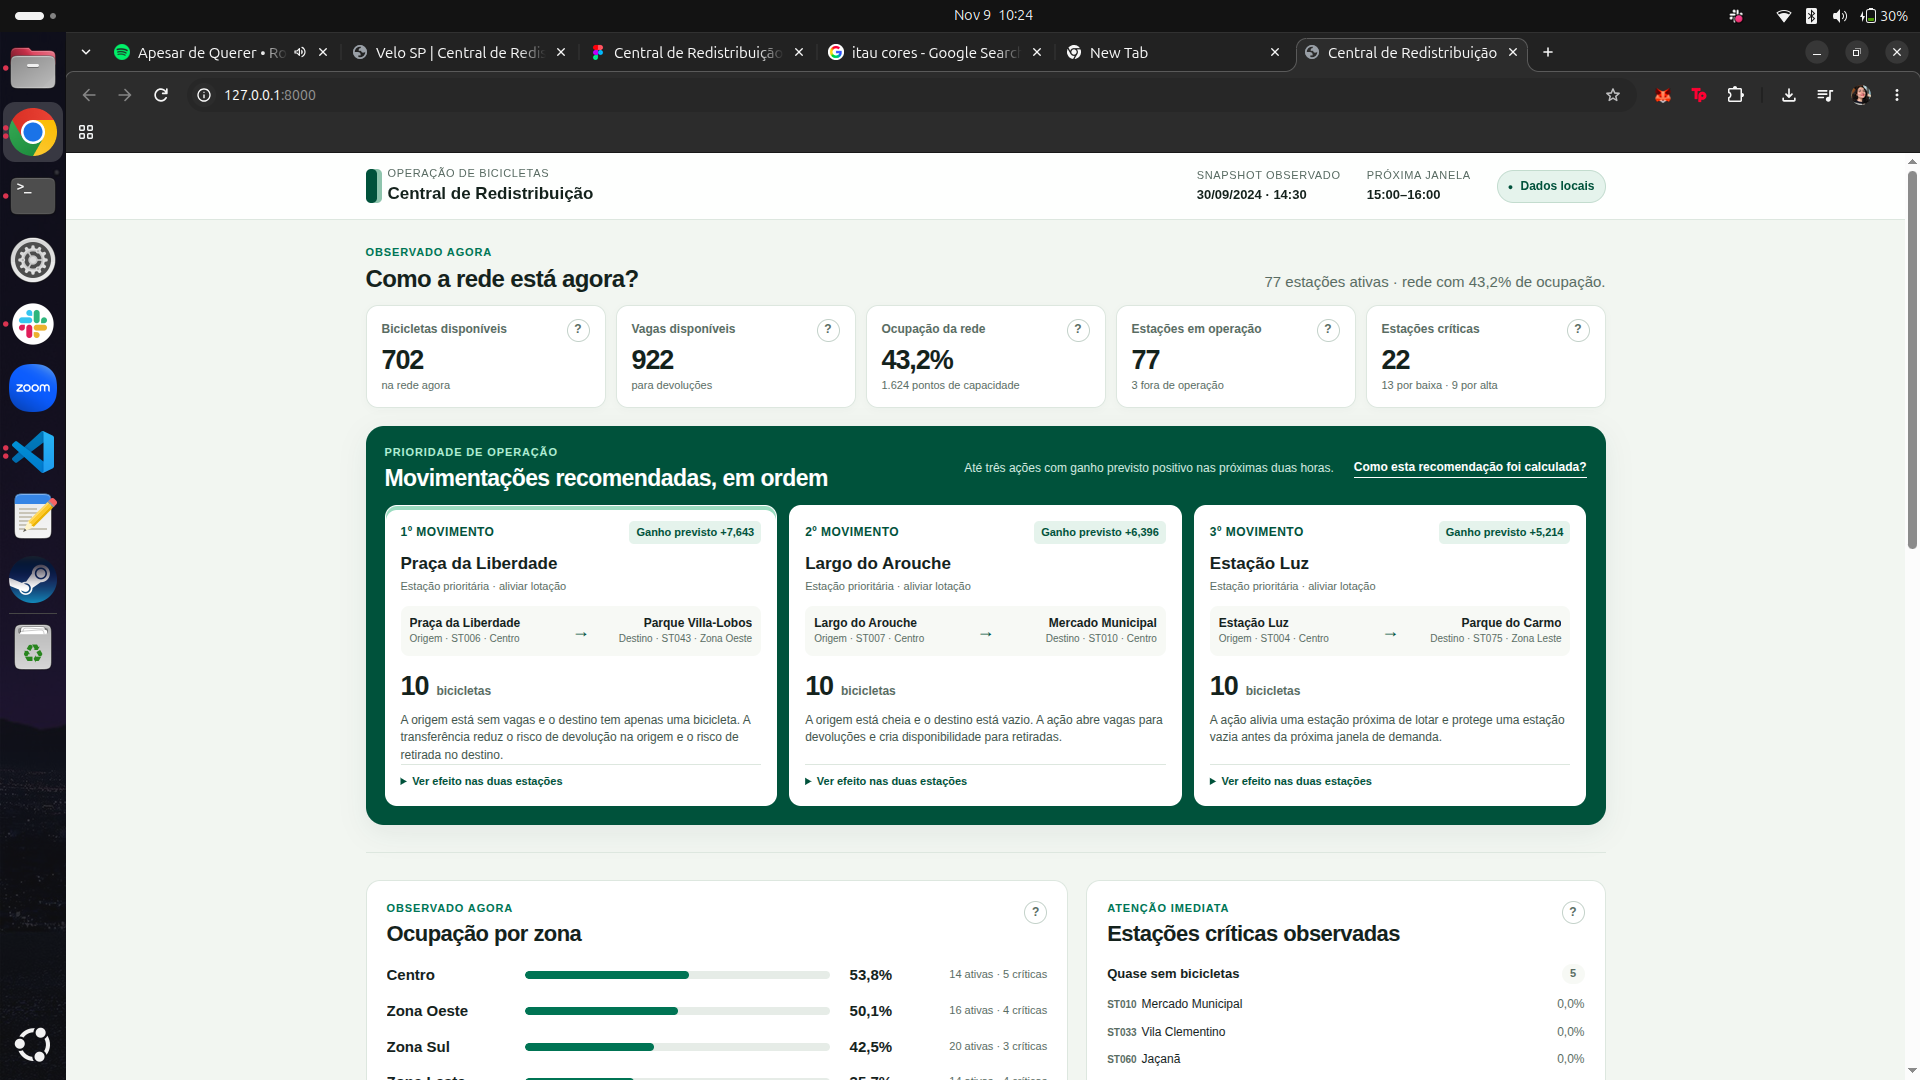 Nov 9 10:24
30%
Apesar de Querer • Ro
Velo SP | Central de Redis
Central de Redistribuição
itau cores - Google Search
New Tab
Central de Redistribuição
127.0.0.1:8000
Tp
zoom
OPERAÇÃO DE BICICLETAS
Central de Redistribuição
SNAPSHOT OBSERVADO
30/09/2024 · 14:30
PRÓXIMA JANELA
15:00–16:00
• Dados locais
OBSERVADO AGORA
Como a rede está agora?
77 estações ativas · rede com 43,2% de ocupação.
Bicicletas disponíveis
?
702
na rede agora
Vagas disponíveis
?
922
para devoluções
Ocupação da rede
?
43,2%
1.624 pontos de capacidade
Estações em operação
?
77
3 fora de operação
Estações críticas
?
22
13 por baixa · 9 por alta
PRIORIDADE DE OPERAÇÃO
Movimentações recomendadas, em ordem
Até três ações com ganho previsto positivo nas próximas duas horas.
Como esta recomendação foi calculada?
1º MOVIMENTO
Ganho previsto +7,643
Praça da Liberdade
Estação prioritária · aliviar lotação
Praça da Liberdade
Origem · ST006 · Centro
→
Parque Villa-Lobos
Destino · ST043 · Zona Oeste
10 bicicletas
A origem está sem vagas e o destino tem apenas uma bicicleta. A
transferência reduz o risco de devolução na origem e o risco de
retirada no destino.
Ver efeito nas duas estações
2º MOVIMENTO
Ganho previsto +6,396
Largo do Arouche
Estação prioritária · aliviar lotação
Largo do Arouche
Origem · ST007 · Centro
→
Mercado Municipal
Destino · ST010 · Centro
10 bicicletas
A origem está cheia e o destino está vazio. A ação abre vagas para
devoluções e cria disponibilidade para retiradas.
Ver efeito nas duas estações
3º MOVIMENTO
Ganho previsto +5,214
Estação Luz
Estação prioritária · aliviar lotação
Estação Luz
Origem · ST004 · Centro
→
Parque do Carmo
Destino · ST075 · Zona Leste
10 bicicletas
A ação alivia uma estação próxima de lotar e protege uma estação
vazia antes da próxima janela de demanda.
Ver efeito nas duas estações
OBSERVADO AGORA
?
Ocupação por zona
Centro 53,8% 14 ativas · 5 críticas
Zona Oeste 50,1% 16 ativas · 4 críticas
Zona Sul 42,5% 20 ativas · 3 críticas
ATENÇÃO IMEDIATA
?
Estações críticas observadas
Quase sem bicicletas 5
ST010 Mercado Municipal 0,0%
ST033 Vila Clementino 0,0%
ST060 Jaçanã 0,0%